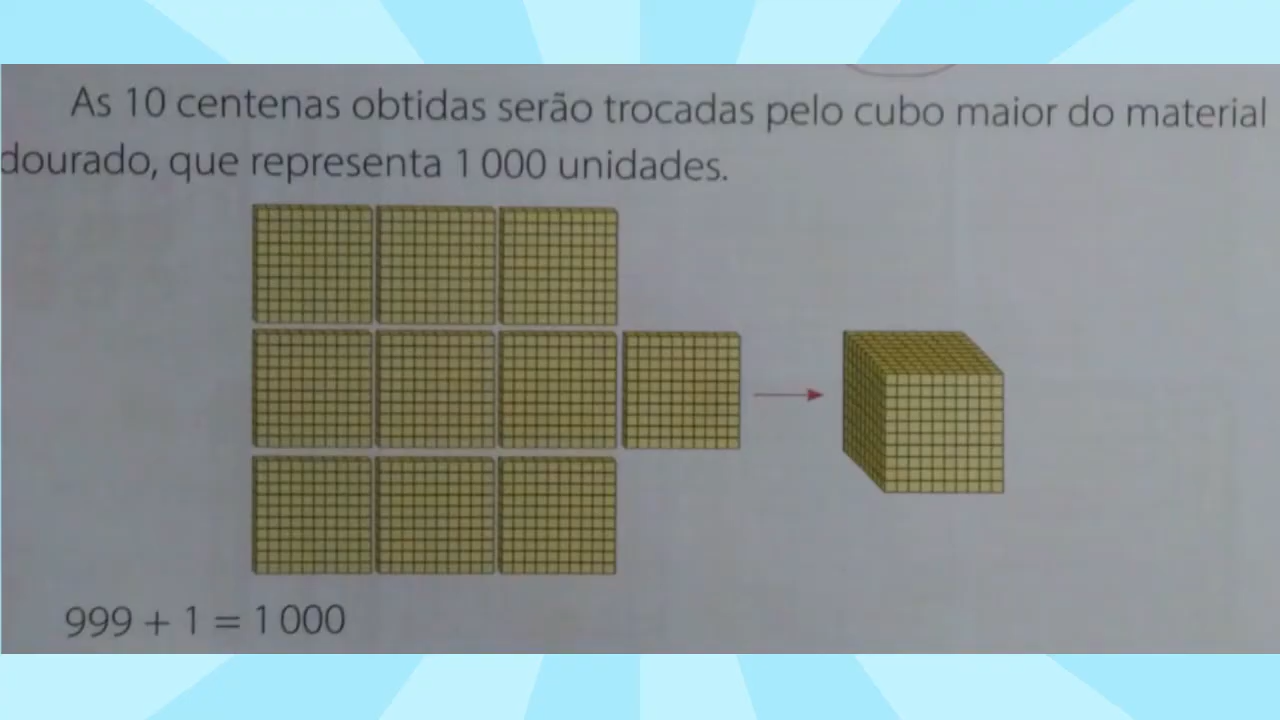 As 10 centenas obtidas serão trocadas pelo cubo maior do material
dourado, que representa 1 000 unidades.
999 + 1 = 1 000